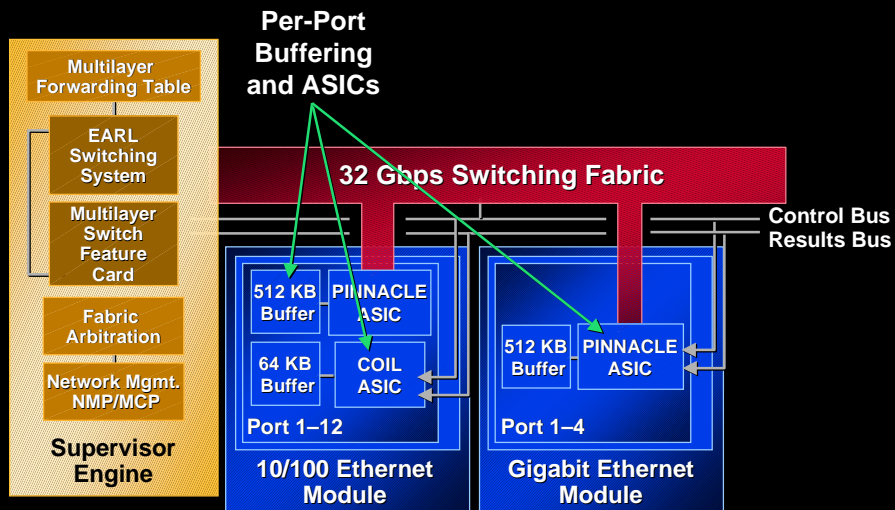 Per-Port
Buffering
and ASICs
Multilayer
Forwarding Table
EARL
Switching
System
Multilayer
Switch
Feature
Card
Fabric
Arbitration
Network Mgmt.
NMP/MCP
Supervisor
Engine
32 Gbps Switching Fabric
Control Bus
Results Bus
512 KB
Buffer
PINNACLE
ASIC
64 KB
Buffer
COIL
ASIC
Port 1–12
10/100 Ethernet
Module
512 KB
Buffer
PINNACLE
ASIC
Port 1–4
Gigabit Ethernet
Module